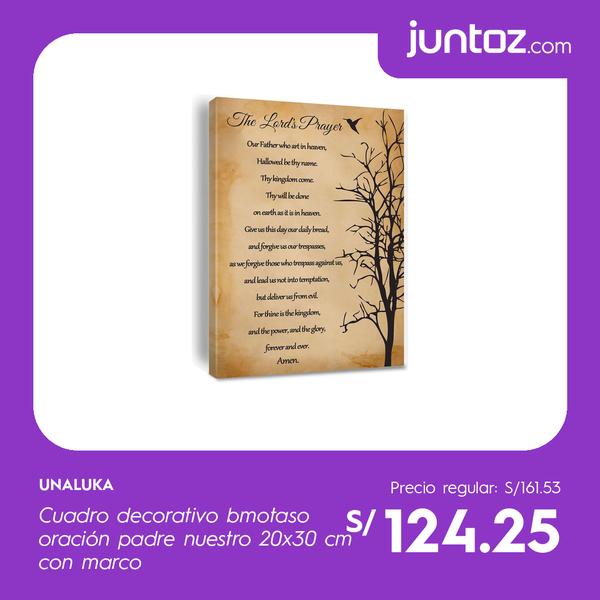 juntoz.com
The Lord's Prayer
Our Father who art in heaven,
Hallowed be thy name.
Thy kingdom come.
Thy will be done
on earth as it is in heaven.
Give us this day our daily bread,
and forgive us our trespasses,
as we forgive those who trespass against us,
and lead us not into temptation,
but deliver us from evil.
For thine is the kingdom,
and the power, and the glory,
forever and ever.
Amen.
UNALUKA
Cuadro decorativo bmotaso
oración padre nuestro 20x30 cm
con marco
Precio regular: S/161.53
S/124.25